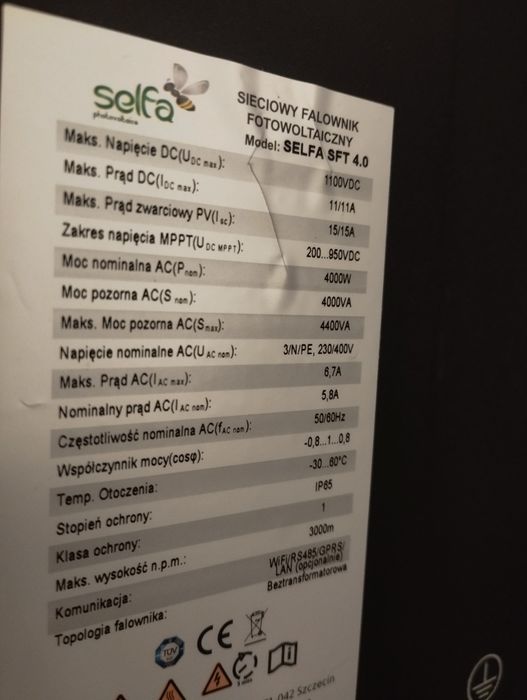 selfa
photovoltaics
SIECIOWY FALOWNIK
FOTOWOLTAICZNY
Model: SELFA SFT 4.0
Maks. Napięcie DC(UDC max): 1100VDC
Maks. Prąd DC(IDC max): 11/11A
Maks. Prąd zwarciowy PV(Isc): 15/15A
Zakres napięcia MPPT(UDC MPPT): 200...950VDC
Moc nominalna AC(Pnom): 4000W
Moc pozorna AC(S nom): 4000VA
Maks. Moc pozorna AC(Smax): 4400VA
Napięcie nominalne AC(UAC nom): 3/N/PE, 230/400V
Maks. Prąd AC(IAC max): 6,7A
Nominalny prąd AC(IAC nom): 5,8A
Częstotliwość nominalna AC(fAC nom): 50/60Hz
Współczynnik mocy(cosφ): -0,8...1...0,8
Temp. Otoczenia: -30...60°C
Stopień ochrony: IP65
Klasa ochrony: 1
Maks. wysokość n.p.m.: 3000m
Komunikacja: WiFi/RS485/GPRS/
LAN (opcjonalnie)
Topologia falownika: Beztransformatorowa
TÜV
CE
042 Szczecin